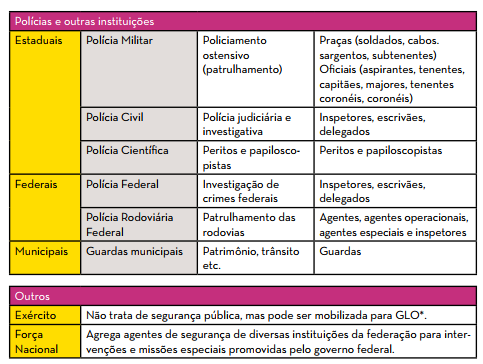 Polícias e outras instituições
Estaduais
Polícia Militar
Policiamento
ostensivo
(patrulhamento)
Praças (soldados, cabos.
sargentos, subtenentes)
Oficiais (aspirantes, tenentes,
capitães, majores, tenentes
coronéis, coronéis)
Polícia Civil
Polícia judiciária e
investigativa
Inspetores, escrivães,
delegados
Polícia Científica
Peritos e papilosco-
pistas
Peritos e papiloscopistas
Federais
Polícia Federal
Investigação de
crimes federais
Inspetores, escrivães,
delegados
Polícia Rodoviária
Federal
Patrulhamento das
rodovias
Agentes, agentes operacionais,
agentes especiais e inspetores
Municipais
Guardas municipais
Patrimônio, trânsito
etc.
Guardas
Outros
Exército
Não trata de segurança pública, mas pode ser mobilizada para GLO*.
Força
Nacional
Agrega agentes de segurança de diversas instituições da federação para inter-
venções e missões especiais promovidas pelo governo federal.